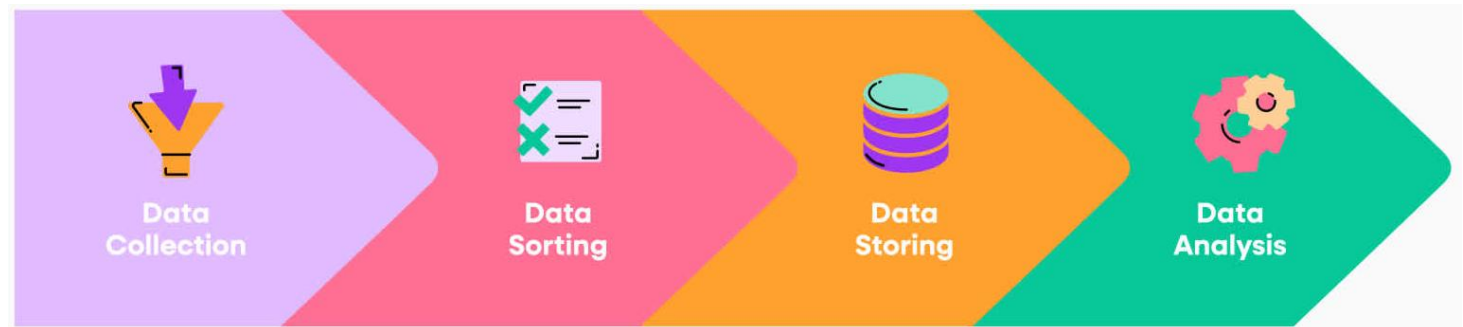 Data
Collection
Data
Sorting
Data
Storing
Data
Analysis